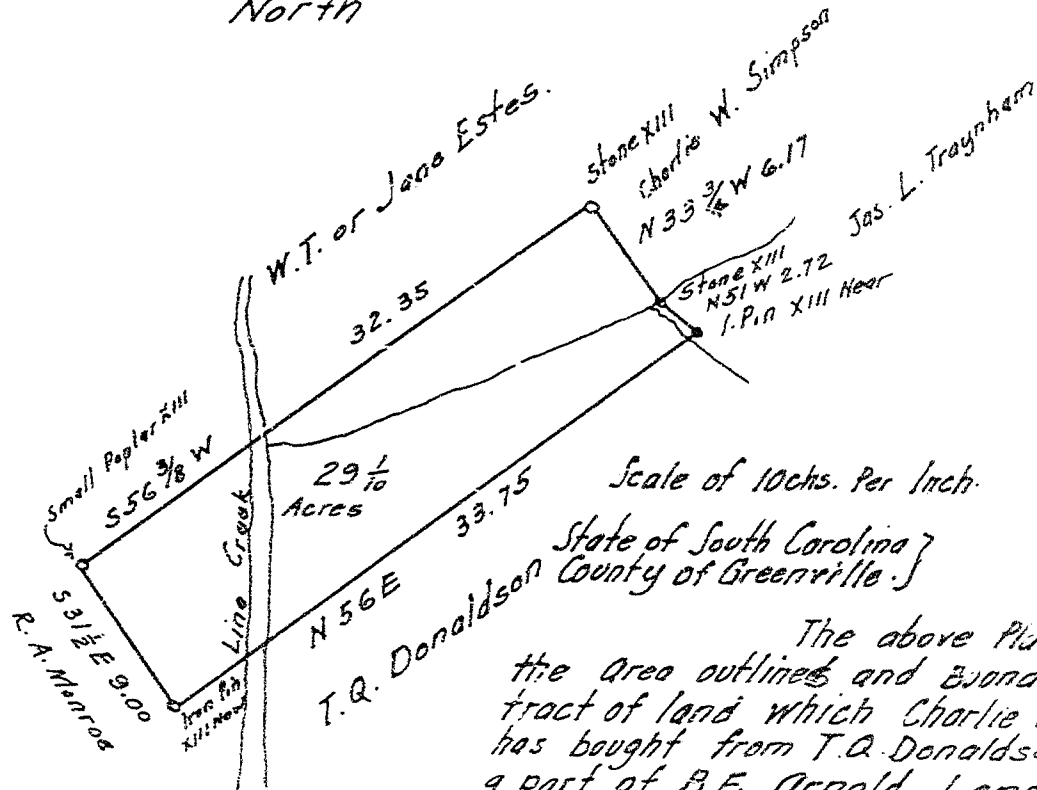 North
W.T. or Jane Estes.
Stone XIII
Charlie W. Simpson
N 33 3/4 W 6.17
Jas. L. Traynham
Stone XIII
N 51 W 2.72
I. Pin XIII Near
32.35
Small Poplar XIII
S 56 3/8 W
29 1/10
Acres
Line Creek
33.75
N 56 E
S 31 1/2 E 9.00
R. A. Monroe
Iron Pin
XIII Near
T.Q. Donaldson
Scale of 10chs. Per Inch.
State of South Carolina }
County of Greenville. }
The above
the area outlined and
tract of land which Charlie
has bought from T.Q. Donalds
a part of B.F. Arnold